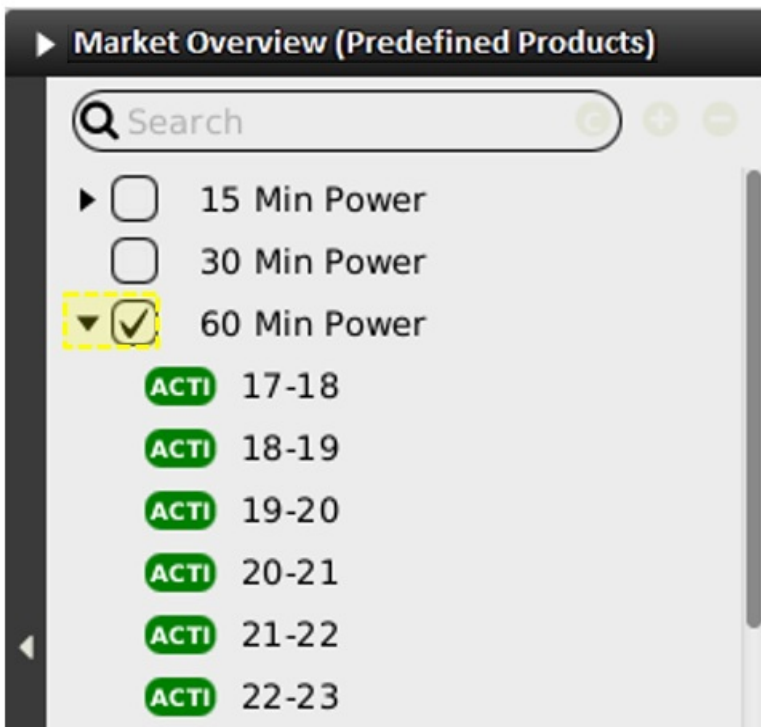 Market Overview (Predefined Products)
Search
15 Min Power
30 Min Power
60 Min Power
ACTI 17-18
ACTI 18-19
ACTI 19-20
ACTI 20-21
ACTI 21-22
ACTI 22-23